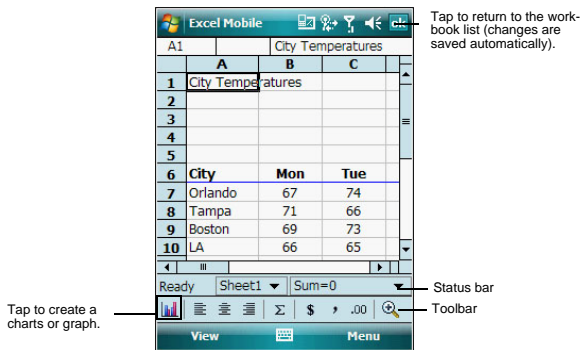 Excel Mobile ok
A1 City Temperatures
A B C
1 City Temperatures
2
3
4
5
6 City Mon Tue
7 Orlando 67 74
8 Tampa 71 66
9 Boston 69 73
10 LA 66 65
Ready Sheet1 Sum=0
Σ $ , .00
View Menu
Tap to return to the work-
book list (changes are
saved automatically).
Status bar
Toolbar
Tap to create a
charts or graph.